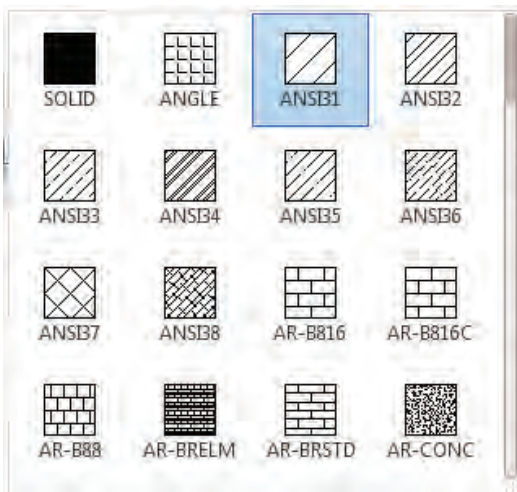 SOLID ANGLE ANSI31 ANSI32
ANSI33 ANSI34 ANSI35 ANSI36
ANSI37 ANSI38 AR-B816 AR-B816C
AR-B88 AR-BRELM AR-BRSTD AR-CONC